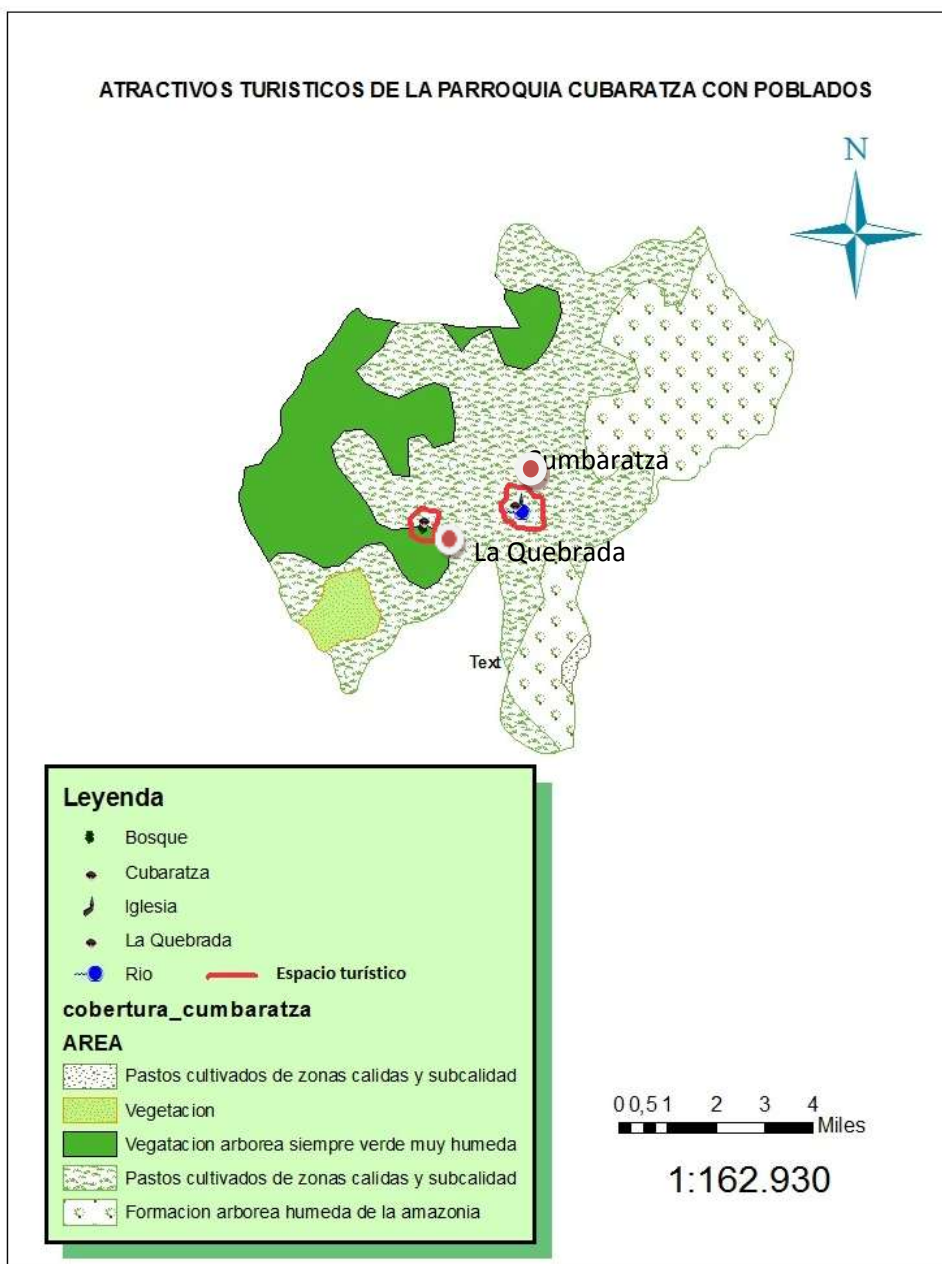 ATRACTIVOS TURISTICOS DE LA PARROQUIA CUBARATZA CON POBLADOS
N
Cumbaratza
La Quebrada
Text
Leyenda
Bosque
Cubaratza
Iglesia
La Quebrada
Rio
Espacio turístico
cobertura_cumbaratza
AREA
Pastos cultivados de zonas calidas y subcalidad
Vegetacion
Vegatacion arborea siempre verde muy humeda
Pastos cultivados de zonas calidas y subcalidad
Formacion arborea humeda de la amazonia
0 0,5 1 2 3 4
Miles
1:162.930